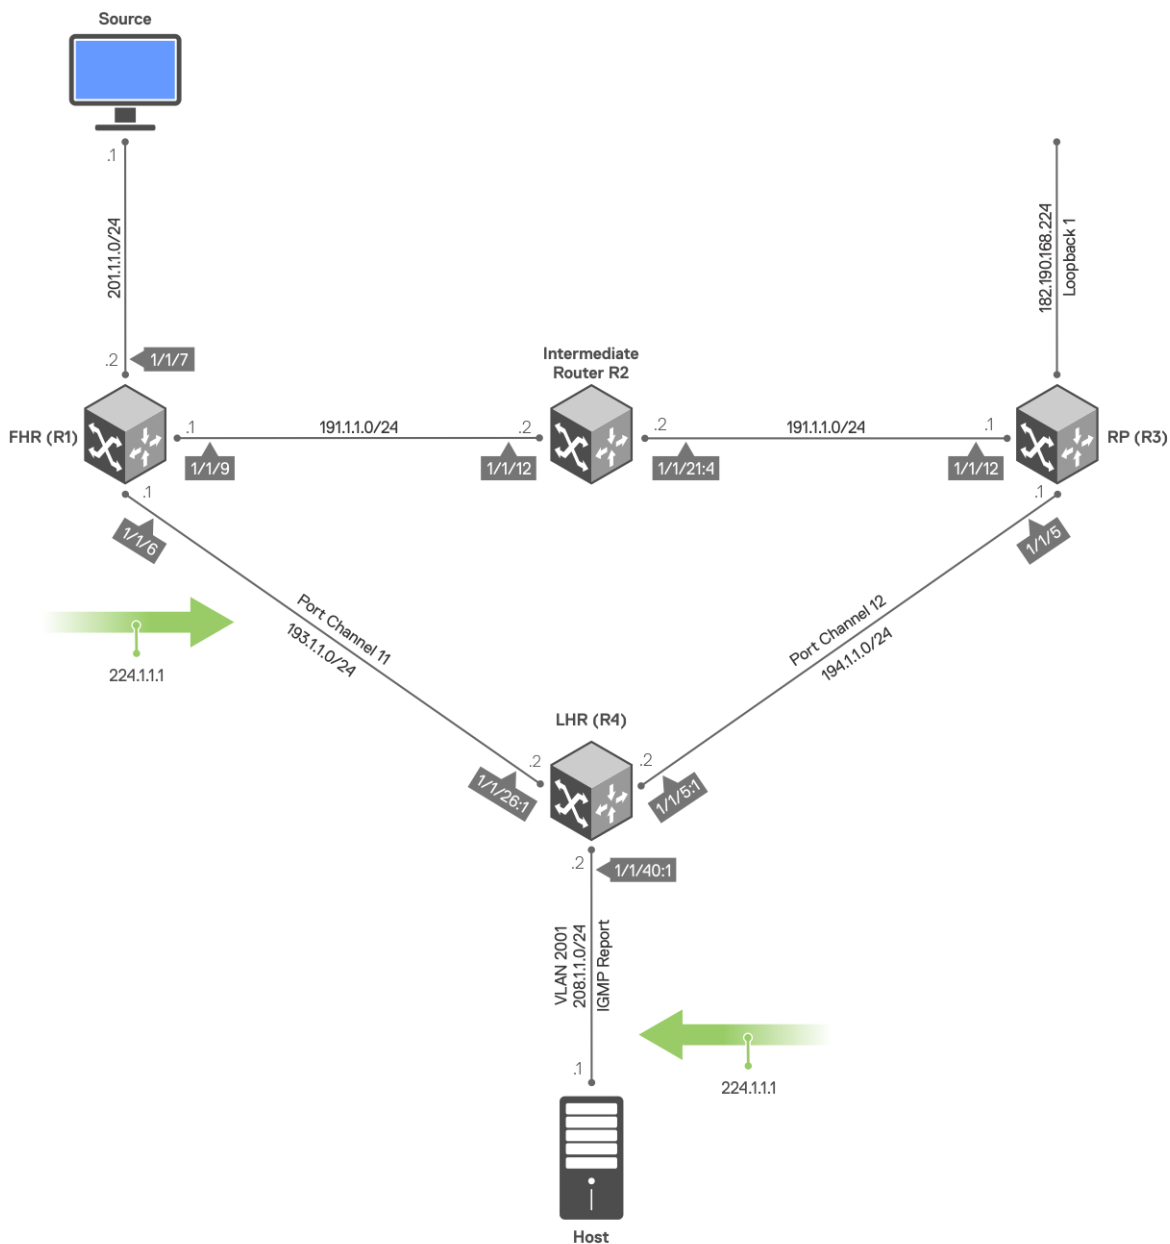 Source
.1
201.1.1.0/24
.2
1/1/7
182.190.168.224
Loopback 1
Intermediate
Router R2
FHR (R1)
.1
191.1.1.0/24
.2
1/1/9
1/1/12
.2
191.1.1.0/24
.1
1/1/21:4
1/1/12
RP (R3)
.1
1/1/6
.1
1/1/5
Port Channel 11
193.1.1.0/24
Port Channel 12
194.1.1.0/24
224.1.1.1
LHR (R4)
.2
1/1/26:1
.2
1/1/5:1
.2
1/1/40:1
VLAN 2001
208.1.1.0/24
IGMP Report
.1
224.1.1.1
Host